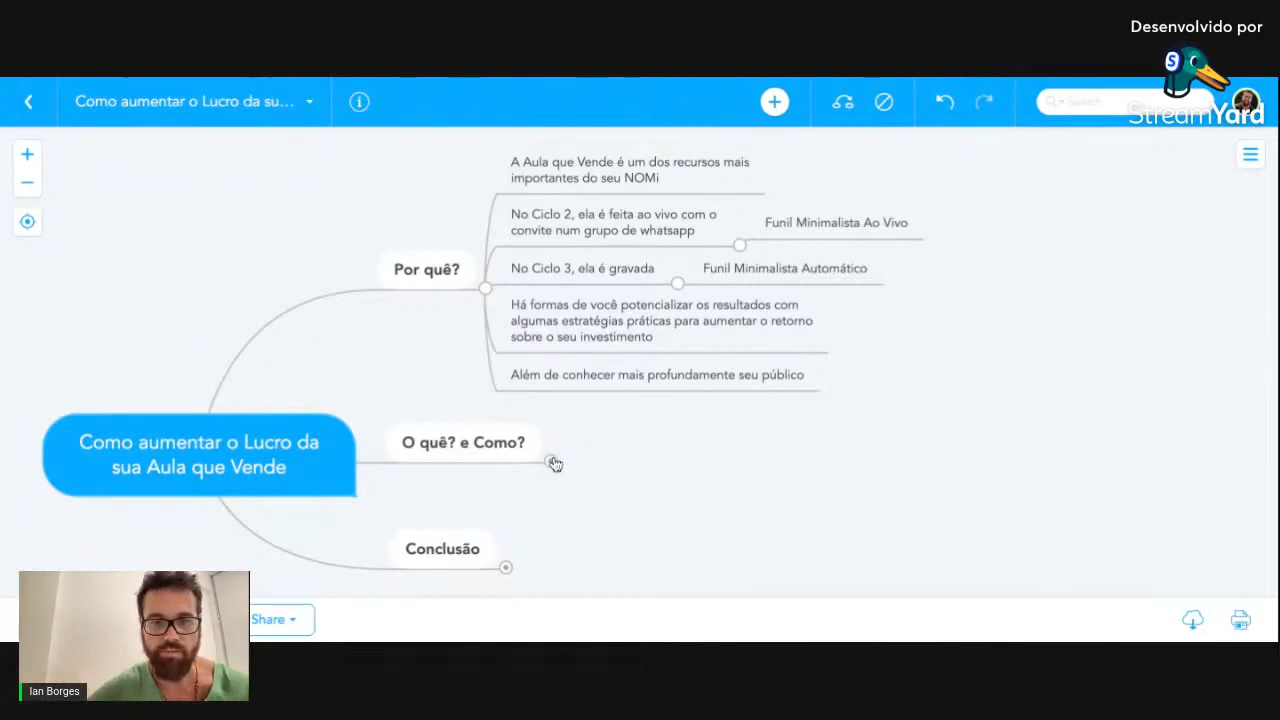 Desenvolvido por
StreamYard
Como aumentar o Lucro da su...
Search
A Aula que Vende é um dos recursos mais
importantes do seu NOMi
No Ciclo 2, ela é feita ao vivo com o
convite num grupo de whatsapp
Funil Minimalista Ao Vivo
Por quê?
No Ciclo 3, ela é gravada
Funil Minimalista Automático
Há formas de você potencializar os resultados com
algumas estratégias práticas para aumentar o retorno
sobre o seu investimento
Além de conhecer mais profundamente seu público
Como aumentar o Lucro da
sua Aula que Vende
O quê? e Como?
Conclusão
Share
Ian Borges